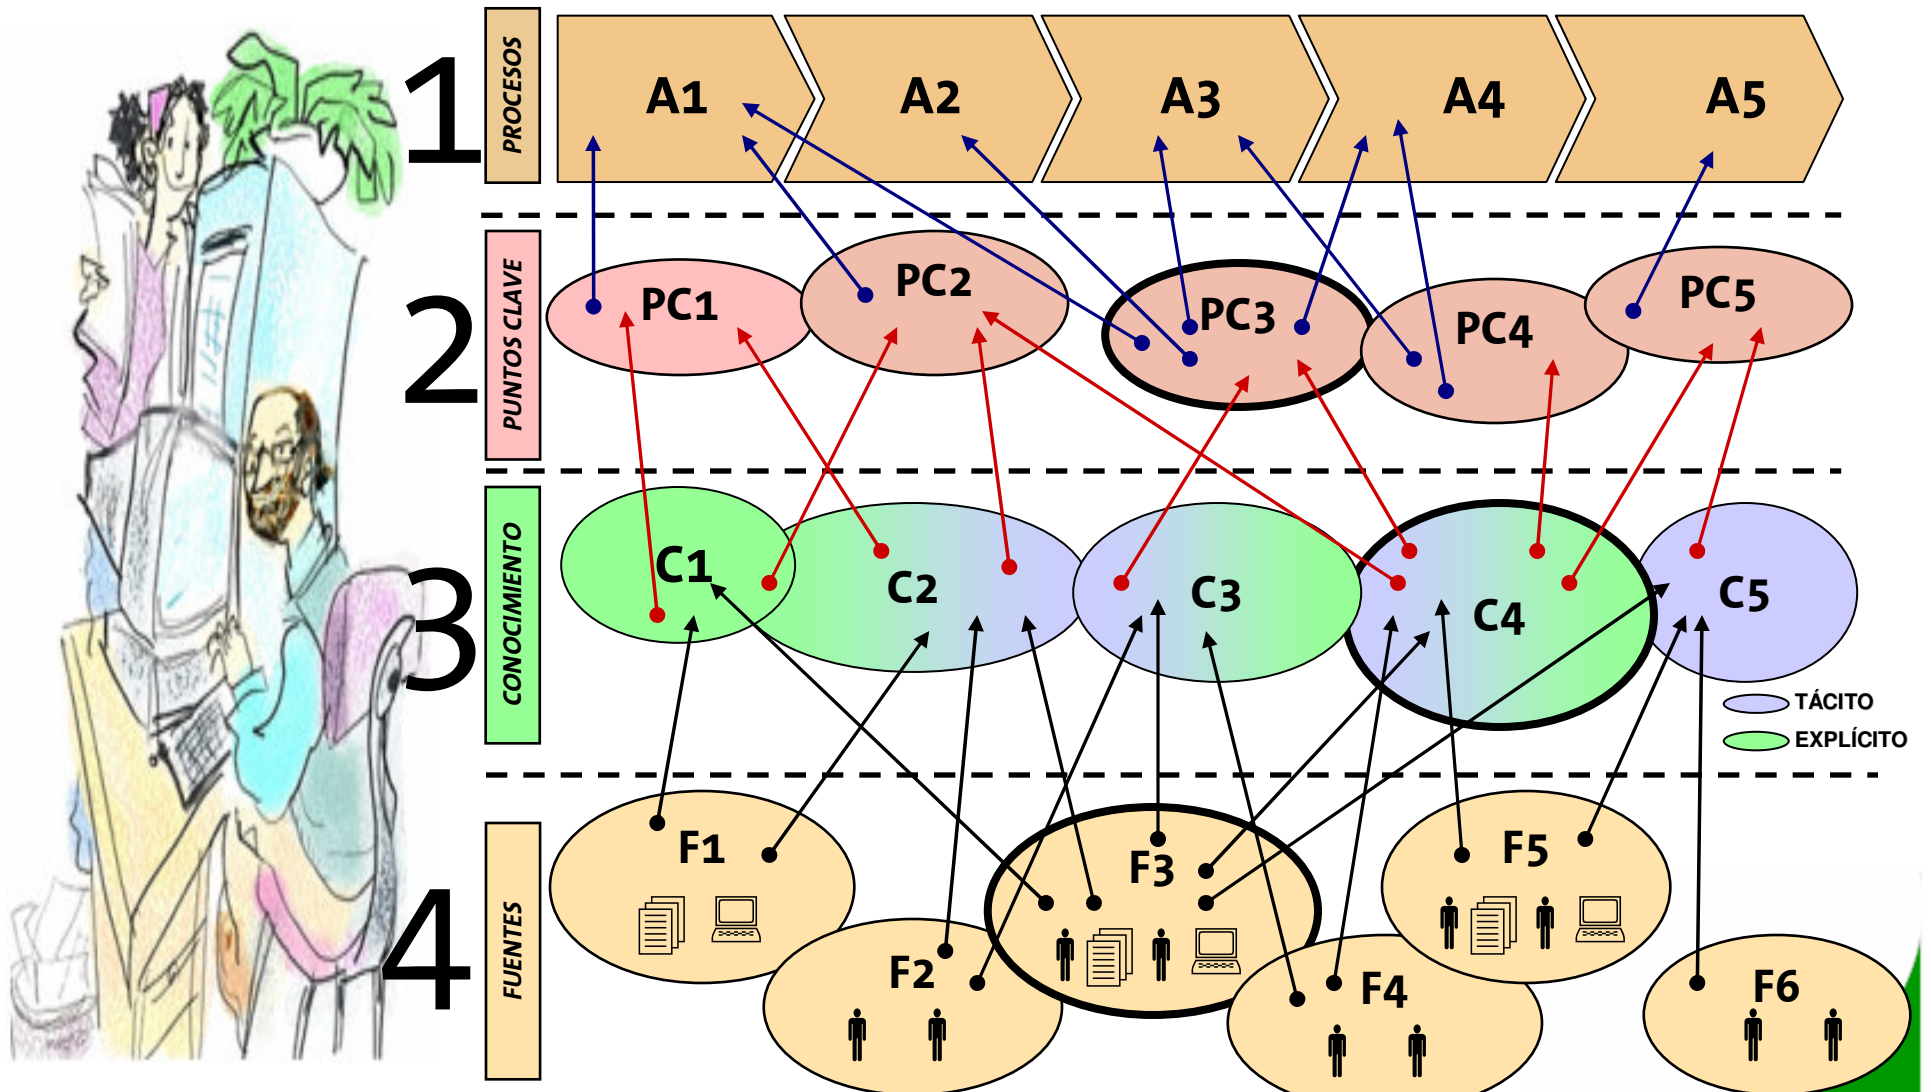 1
PROCESOS
A1
A2
A3
A4
A5
2
PUNTOS CLAVE
PC1
PC2
PC3
PC4
PC5
3
CONOCIMIENTO
C1
C2
C3
C4
C5
TÁCITO
EXPLÍCITO
4
FUENTES
F1
F2
F3
F4
F5
F6